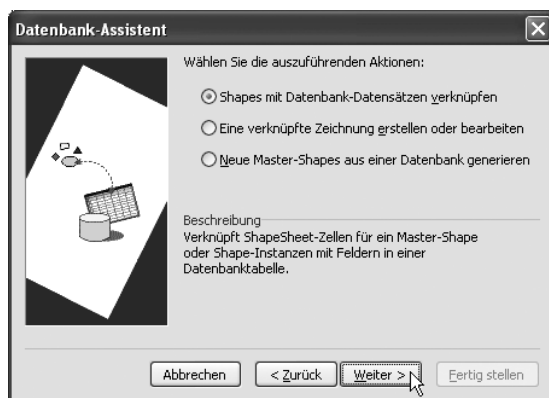 Datenbank-Assistent
Wählen Sie die auszuführenden Aktionen:
Shapes mit Datenbank-Datensätzen verknüpfen
Eine verknüpfte Zeichnung erstellen oder bearbeiten
Neue Master-Shapes aus einer Datenbank generieren
Beschreibung
Verknüpft ShapeSheet-Zellen für ein Master-Shape
oder Shape-Instanzen mit Feldern in einer
Datenbanktabelle.
Abbrechen
< Zurück
Weiter >
Fertig stellen